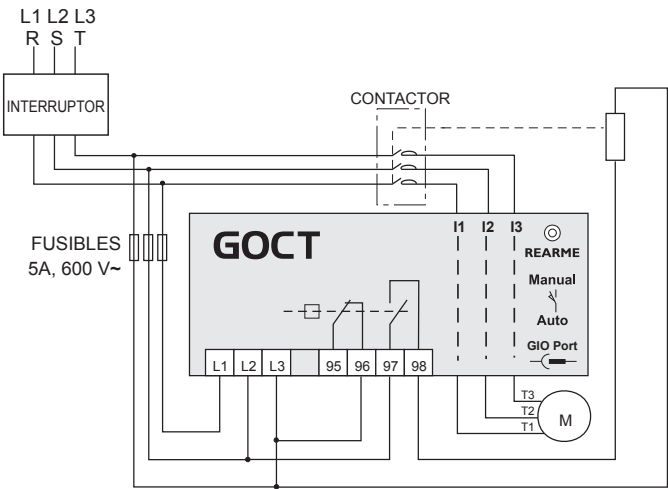 L1 L2 L3
R S T
INTERRUPTOR
CONTACTOR
FUSIBLES
5A, 600 V~
GOCT
I1 I2 I3
REARME
Manual
Auto
GIO Port
L1 L2 L3 95 96 97 98
T3
T2
T1
M